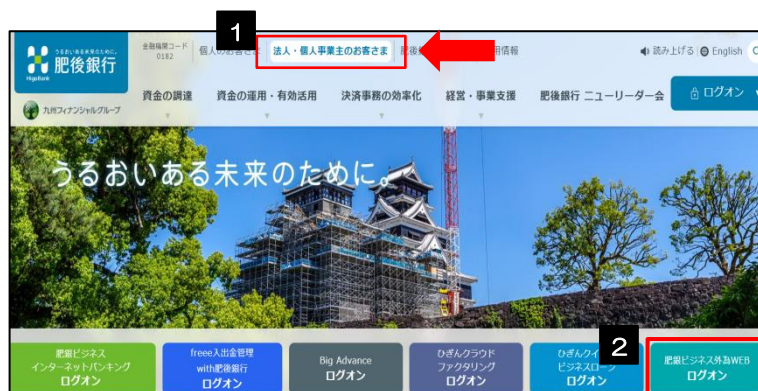 1
うるおいある未来のために。
肥後銀行
HigoBank
九州フィナンシャルグループ
金融機関コード
0182
個人のお客さま
法人・個人事業主のお客さま
用情報
読み上げる
English
資金の調達
資金の運用・有効活用
決済事務の効率化
経営・事業支援
肥後銀行 ニューリーダー会
ログオン
うるおいある未来のために。
2
肥銀ビジネス
インターネットバンキング
ログオン
freee入出金管理
with肥後銀行
ログオン
Big Advance
ログオン
ひぎんクラウド
ファクタリング
ログオン
ひぎんクイ
ビジネスローン
ログオン
肥銀ビジネス外為WEB
ログオン